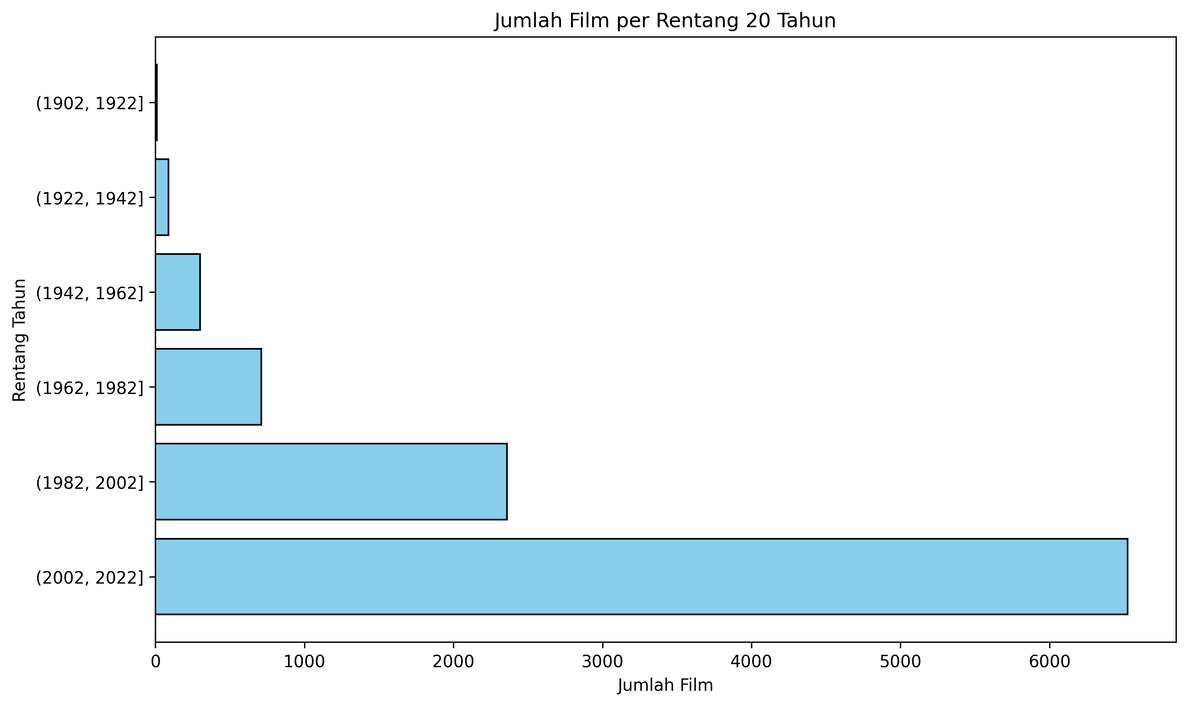 Jumlah Film per Rentang 20 Tahun
Rentang Tahun
(1902, 1922]
(1922, 1942]
(1942, 1962]
(1962, 1982]
(1982, 2002]
(2002, 2022]
0 1000 2000 3000 4000 5000 6000
Jumlah Film